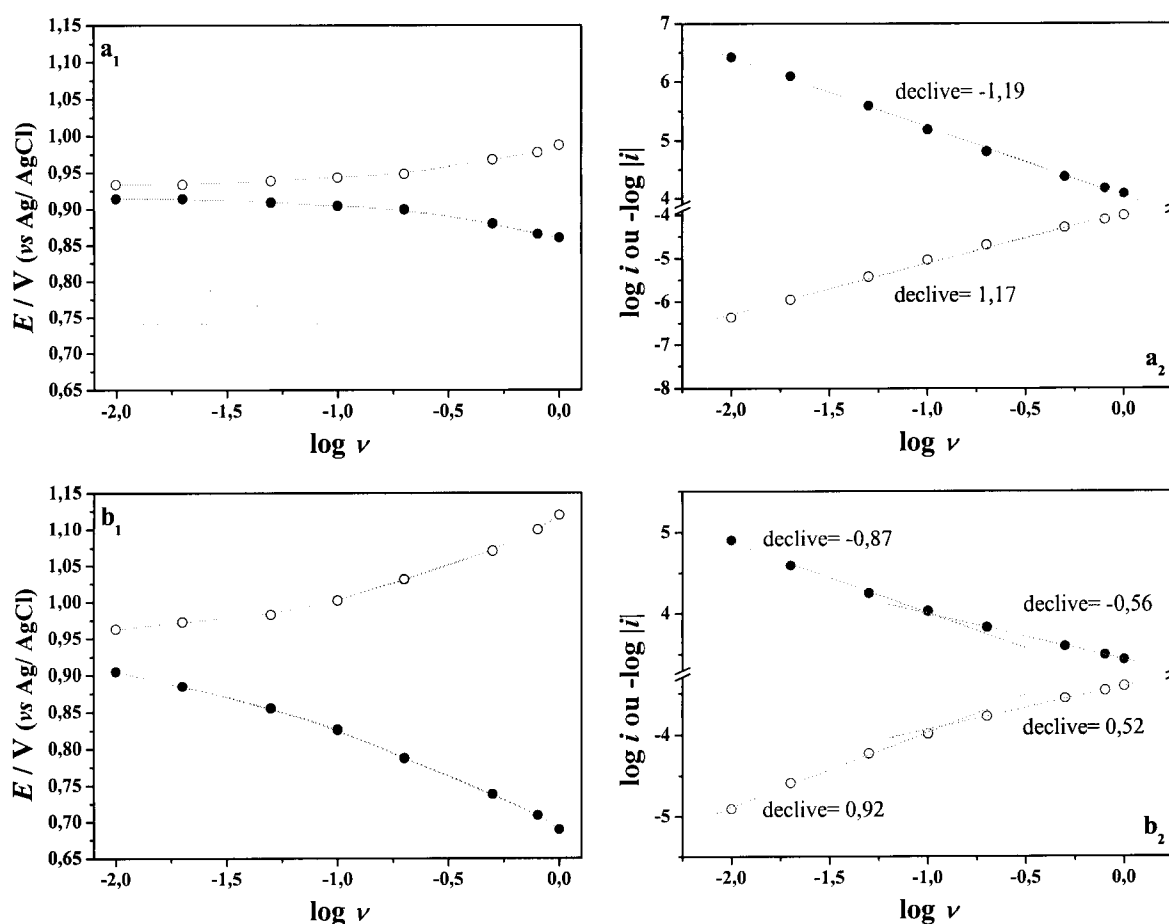 a1
E / V (vs Ag/ AgCl)
1,15
1,10
1,05
1,00
0,95
0,90
0,85
0,80
0,75
0,70
0,65
-2,0 -1,5 -1,0 -0,5 0,0
log ν
log i ou -log |i|
7
6
5
4
-4
-5
-6
-7
-8
declive= -1,19
declive= 1,17
a2
-2,0 -1,5 -1,0 -0,5 0,0
log ν
b1
E / V (vs Ag/ AgCl)
1,15
1,10
1,05
1,00
0,95
0,90
0,85
0,80
0,75
0,70
0,65
-2,0 -1,5 -1,0 -0,5 0,0
log ν
log i ou -log |i|
5
4
-4
-5
declive= -0,87
declive= -0,56
declive= 0,52
declive= 0,92
b2
-2,0 -1,5 -1,0 -0,5 0,0
log ν